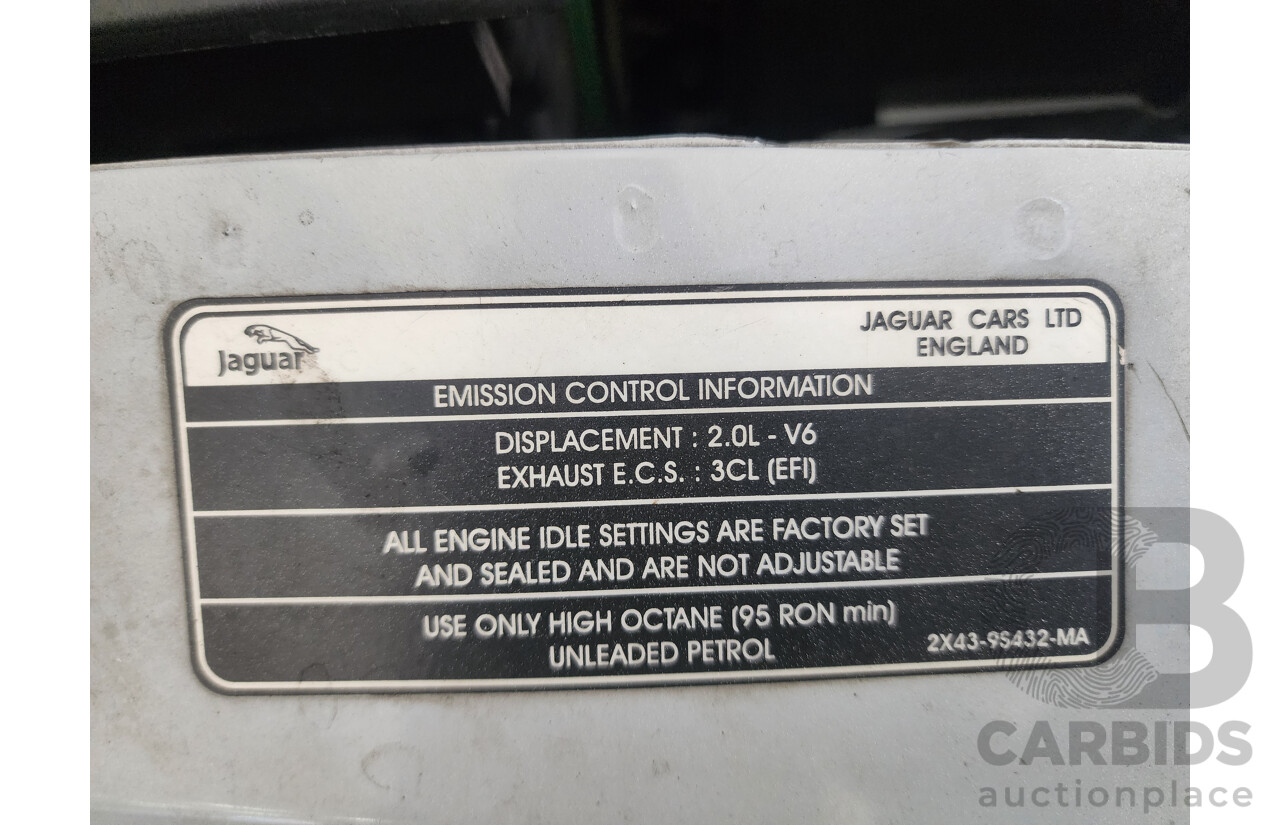 Jaguar
JAGUAR CARS LTD
ENGLAND
EMISSION CONTROL INFORMATION
DISPLACEMENT : 2.0L - V6
EXHAUST E.C.S. : 3CL (EFI)
ALL ENGINE IDLE SETTINGS ARE FACTORY SET
AND SEALED AND ARE NOT ADJUSTABLE
USE ONLY HIGH OCTANE (95 RON min)
UNLEADED PETROL
2X43-9S432-MA
CB
CARBIDS
auctionplace